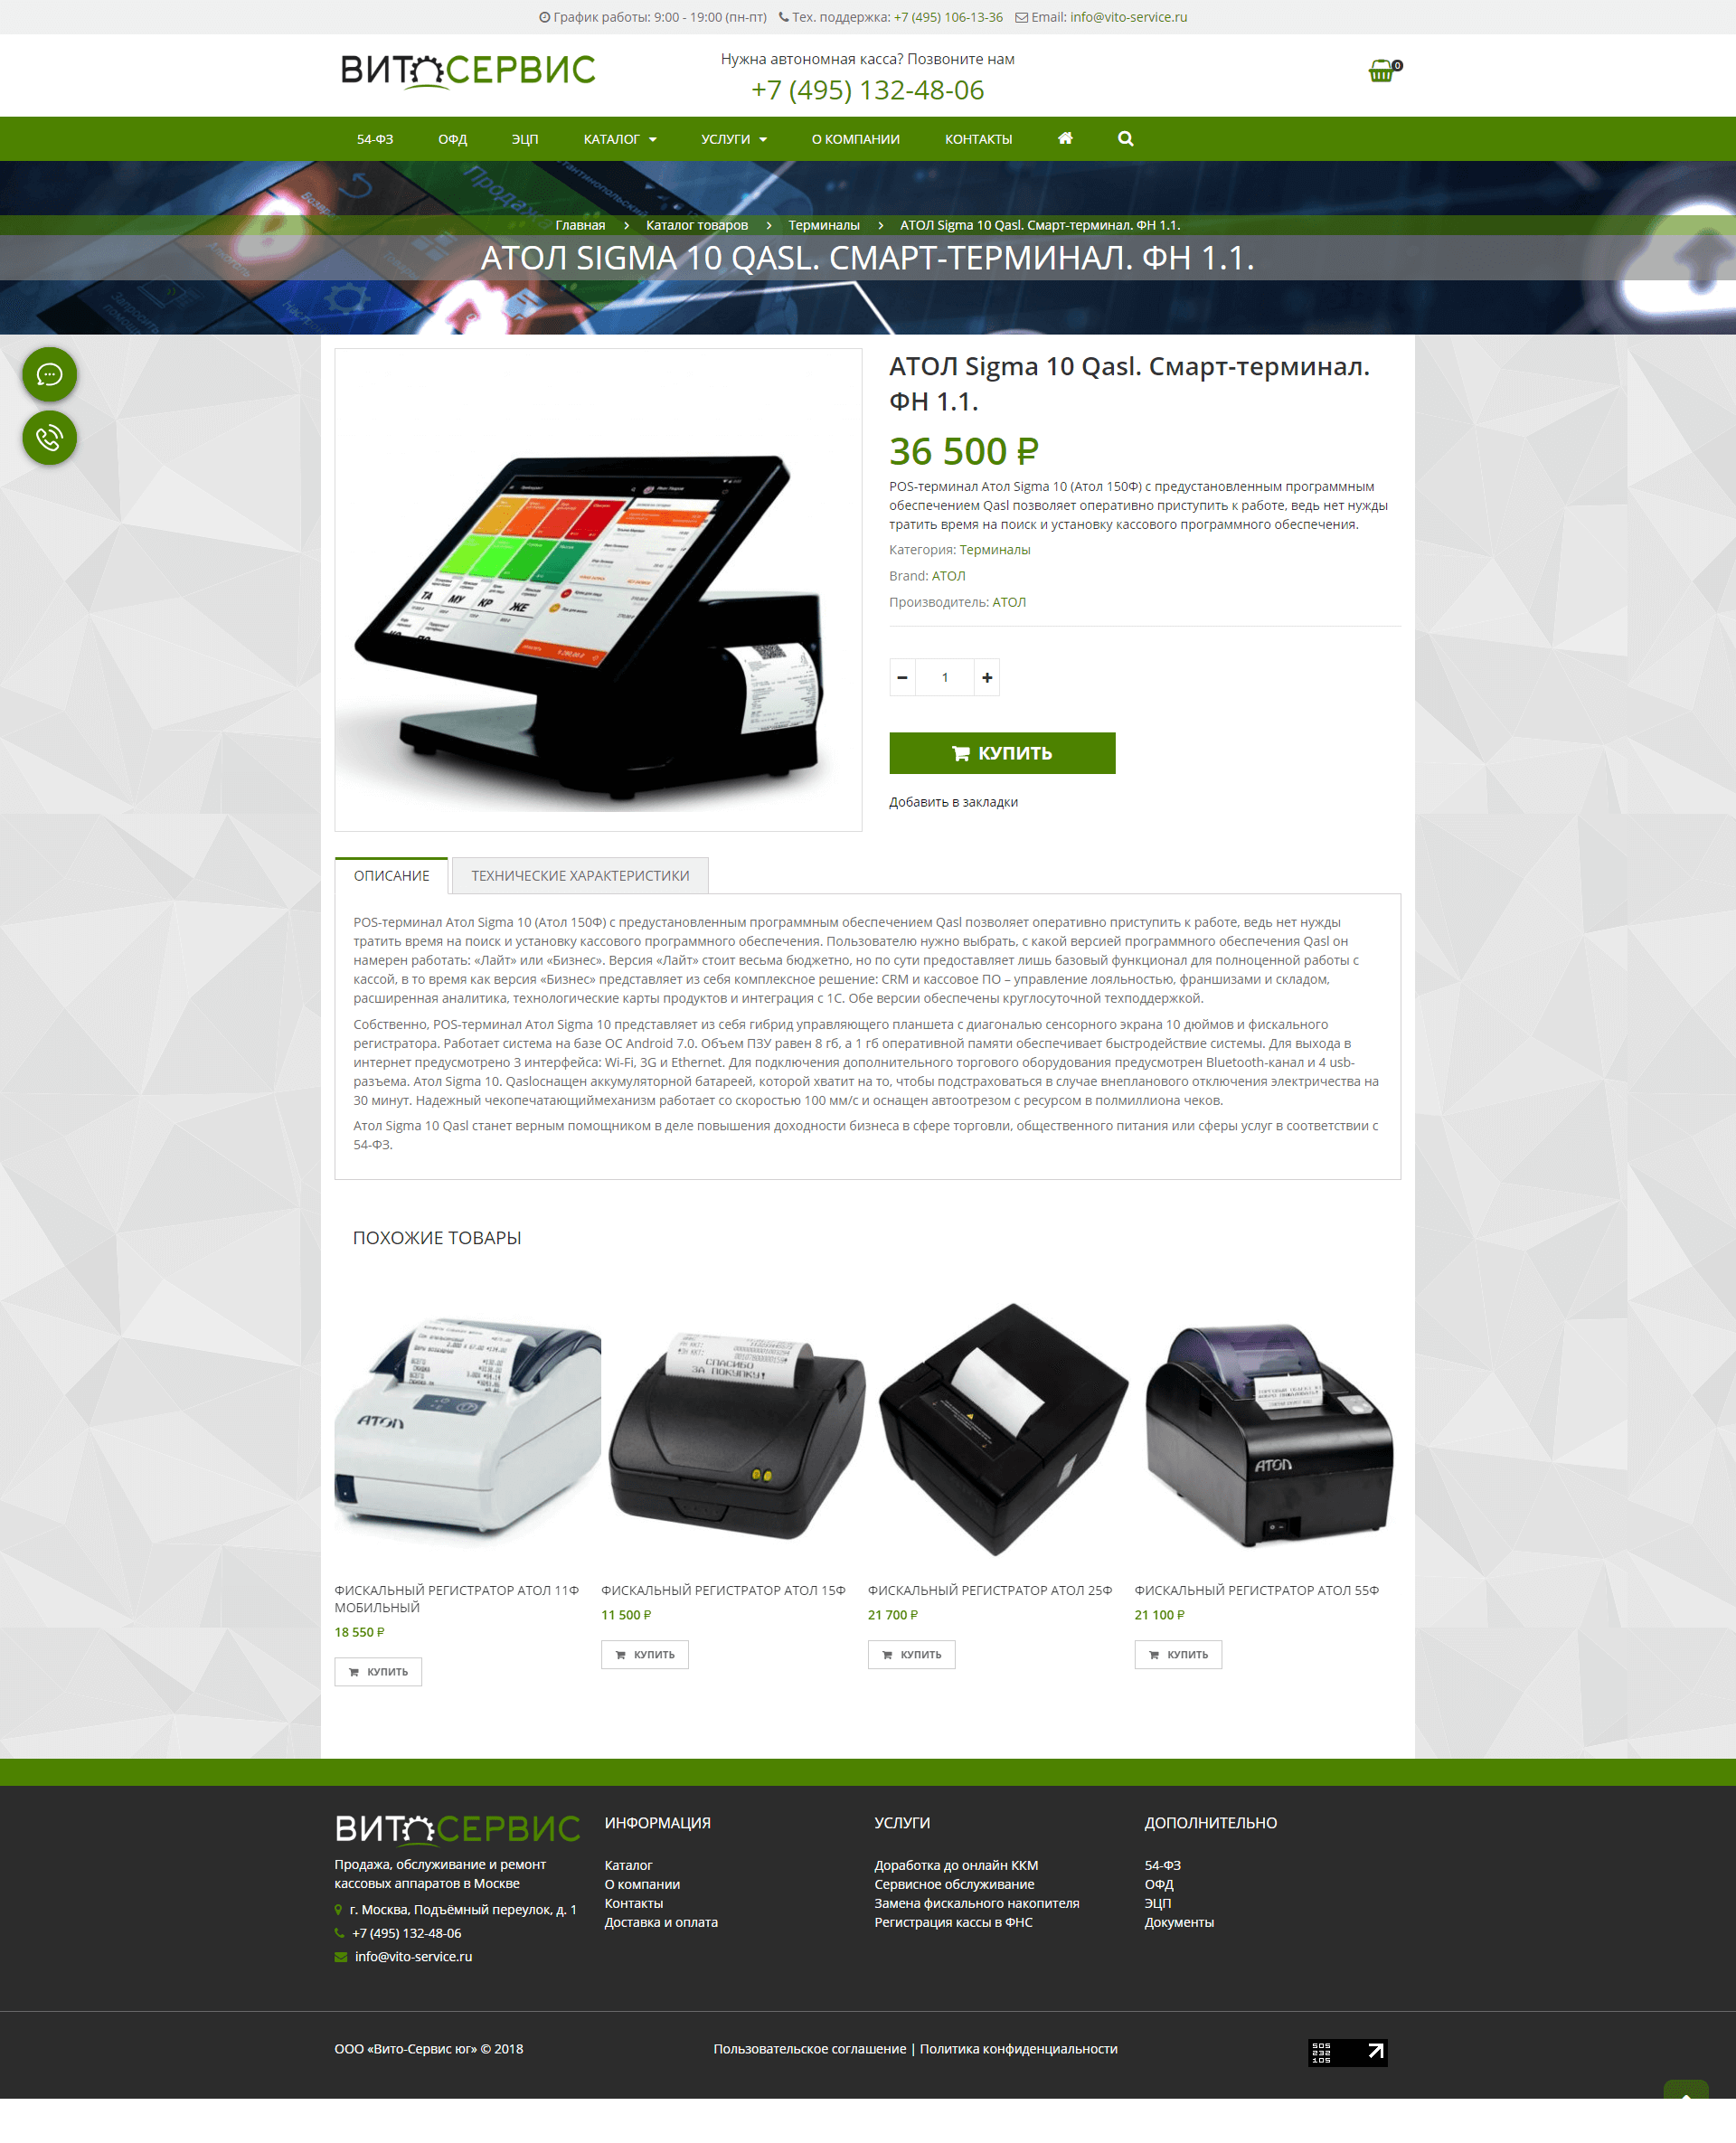 График работы: 9:00 - 19:00 (пн-пт) Тех. поддержка: +7 (495) 106-13-36 Email: info@vito-service.ru
ВИТОСЕРВИС
Нужна автономная касса? Позвоните нам
+7 (495) 132-48-06
0
54-ФЗ ОФД ЭЦП КАТАЛОГ УСЛУГИ О КОМПАНИИ КОНТАКТЫ
Главная > Каталог товаров > Терминалы > АТОЛ Sigma 10 Qasl. Смарт-терминал. ФН 1.1.
АТОЛ SIGMA 10 QASL. СМАРТ-ТЕРМИНАЛ. ФН 1.1.
АТОЛ Sigma 10 Qasl. Смарт-терминал.
ФН 1.1.
36 500 ₽
POS-терминал Атол Sigma 10 (Атол 150Ф) с предустановленным программным
обеспечением Qasl позволяет оперативно приступить к работе, ведь нет нужды
тратить время на поиск и установку кассового программного обеспечения.
Категория: Терминалы
Brand: АТОЛ
Производитель: АТОЛ
ТА МУ КР ЖЕ
1
КУПИТЬ
Добавить в закладки
ОПИСАНИЕ ТЕХНИЧЕСКИЕ ХАРАКТЕРИСТИКИ
POS-терминал Атол Sigma 10 (Атол 150Ф) с предустановленным программным обеспечением Qasl позволяет оперативно приступить к работе, ведь нет нужды
тратить время на поиск и установку кассового программного обеспечения. Пользователю нужно выбрать, с какой версией программного обеспечения Qasl он
намерен работать: «Лайт» или «Бизнес». Версия «Лайт» стоит весьма бюджетно, но по сути предоставляет лишь базовый функционал для полноценной работы с
кассой, в то время как версия «Бизнес» представляет из себя комплексное решение: CRM и кассовое ПО – управление лояльностью, франшизами и складом,
расширенная аналитика, технологические карты продуктов и интеграция с 1С. Обе версии обеспечены круглосуточной техподдержкой.
Собственно, POS-терминал Атол Sigma 10 представляет из себя гибрид управляющего планшета с диагональю сенсорного экрана 10 дюймов и фискального
регистратора. Работает система на базе ОС Android 7.0. Объем ПЗУ равен 8 гб, а 1 гб оперативной памяти обеспечивает быстродействие системы. Для выхода в
интернет предусмотрено 3 интерфейса: Wi-Fi, 3G и Ethernet. Для подключения дополнительного торгового оборудования предусмотрен Bluetooth-канал и 4 usb-
разъема. Атол Sigma 10. Qaslоснащен аккумуляторной батареей, которой хватит на то, чтобы подстраховаться в случае внепланового отключения электричества на
30 минут. Надежный чекопечатающиймеханизм работает со скоростью 100 мм/с и оснащен автоотрезом с ресурсом в полмиллиона чеков.
Атол Sigma 10 Qasl станет верным помощником в деле повышения доходности бизнеса в сфере торговли, общественного питания или сферы услуг в соответствии с
54-ФЗ.
ПОХОЖИЕ ТОВАРЫ
СПАСИБО
ЗА ПОКУПКУ!
АТОЛ
АТОЛ
ФИСКАЛЬНЫЙ РЕГИСТРАТОР АТОЛ 11Ф
МОБИЛЬНЫЙ
18 550 ₽
КУПИТЬ
ФИСКАЛЬНЫЙ РЕГИСТРАТОР АТОЛ 15Ф
11 500 ₽
КУПИТЬ
ФИСКАЛЬНЫЙ РЕГИСТРАТОР АТОЛ 25Ф
21 700 ₽
КУПИТЬ
ФИСКАЛЬНЫЙ РЕГИСТРАТОР АТОЛ 55Ф
21 100 ₽
КУПИТЬ
ВИТОСЕРВИС
Продажа, обслуживание и ремонт
кассовых аппаратов в Москве
г. Москва, Подъёмный переулок, д. 1
+7 (495) 132-48-06
info@vito-service.ru
ИНФОРМАЦИЯ
Каталог
О компании
Контакты
Доставка и оплата
УСЛУГИ
Доработка до онлайн ККМ
Сервисное обслуживание
Замена фискального накопителя
Регистрация кассы в ФНС
ДОПОЛНИТЕЛЬНО
54-ФЗ
ОФД
ЭЦП
Документы
ООО «Вито-Сервис юг» © 2018
Пользовательское соглашение | Политика конфиденциальности
505
232
105